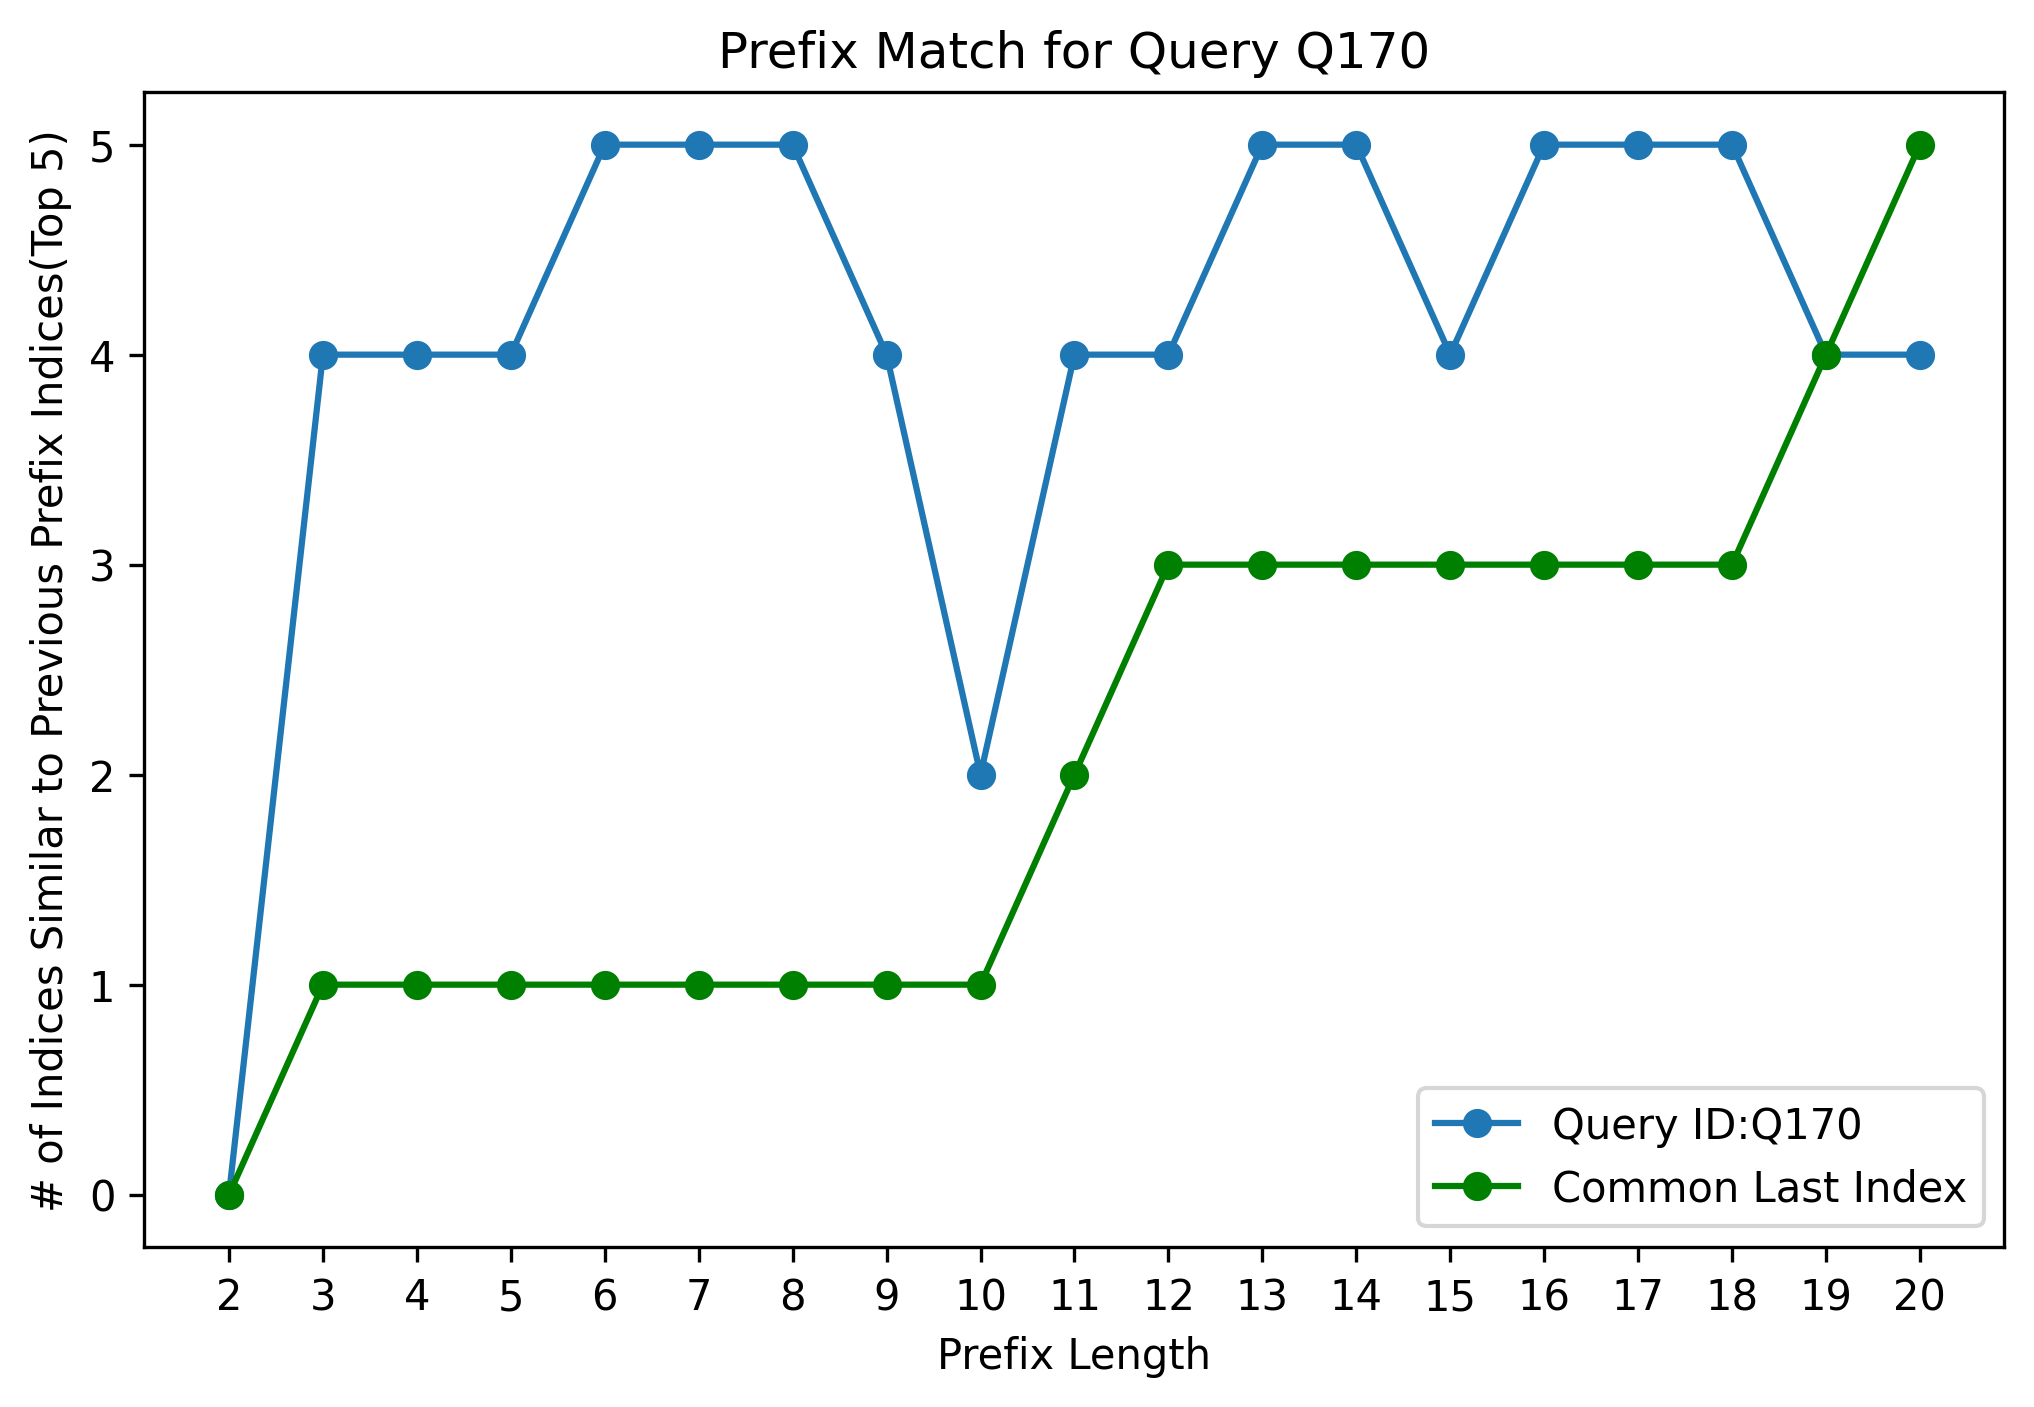 Prefix Match for Query Q170
# of Indices Similar to Previous Prefix Indices(Top 5)
5
4
3
2
1
0
Query ID:Q170
Common Last Index
2 3 4 5 6 7 8 9 10 11 12 13 14 15 16 17 18 19 20
Prefix Length